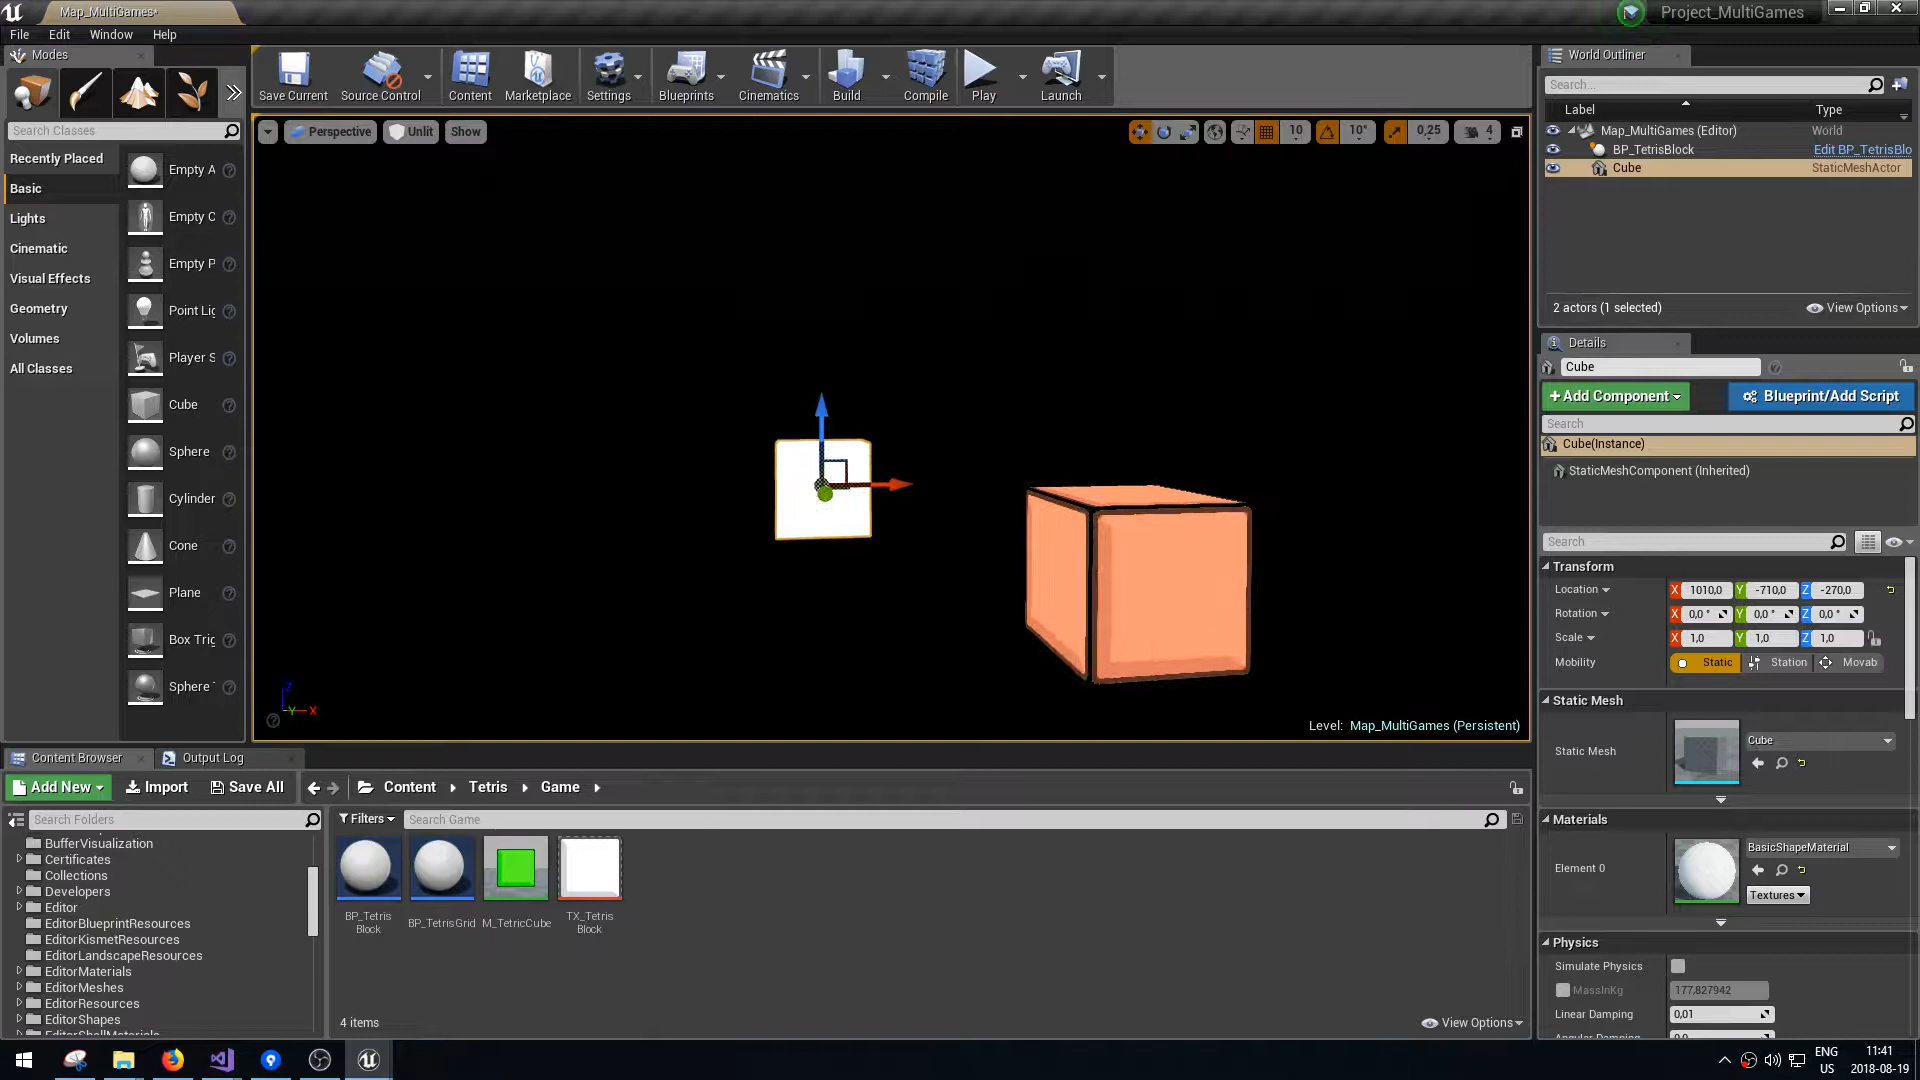 Map_MultiGames*
Project_MultiGames
File
Edit
Window
Help
Modes
Search Classes
Recently Placed
Basic
Lights
Cinematic
Visual Effects
Geometry
Volumes
All Classes
Empty A
Empty C
Empty P
Point Lig
Player S
Cube
Sphere
Cylinder
Cone
Plane
Box Trig
Sphere T
Save Current
Source Control
Content
Marketplace
Settings
Blueprints
Cinematics
Build
Compile
Play
Launch
Perspective
Unlit
Show
10
10°
0,25
4
Z
Y
X
Level: Map_MultiGames (Persistent)
World Outliner
Search...
Label
Type
Map_MultiGames (Editor)
World
BP_TetrisBlock
Edit BP_TetrisBlo
Cube
StaticMeshActor
2 actors (1 selected)
View Options
Details
Cube
Add Component
Blueprint/Add Script
Search
Cube(Instance)
StaticMeshComponent (Inherited)
Search
Transform
Location
X 1010,0 Y -710,0 Z -270,0
Rotation
X 0,0 ° Y 0,0 ° Z 0,0 °
Scale
X 1,0 Y 1,0 Z 1,0
Mobility
Static
Station
Movab
Static Mesh
Static Mesh
Cube
Materials
Element 0
BasicShapeMaterial
Textures
Physics
Simulate Physics
MassInKg
177,827942
Linear Damping
0,01
Content Browser
Output Log
Add New
Import
Save All
Content
Tetris
Game
Search Folders
Filters
Search Game
BufferVisualization
Certificates
Collections
Developers
Editor
EditorBlueprintResources
EditorKismetResources
EditorLandscapeResources
EditorMaterials
EditorMeshes
EditorResources
EditorShapes
EditorShellMaterials
BP_Tetris
Block
BP_TetrisGrid
M_TetricCube
TX_Tetris
Block
4 items
View Options
ENG
US
11:41
2018-08-19